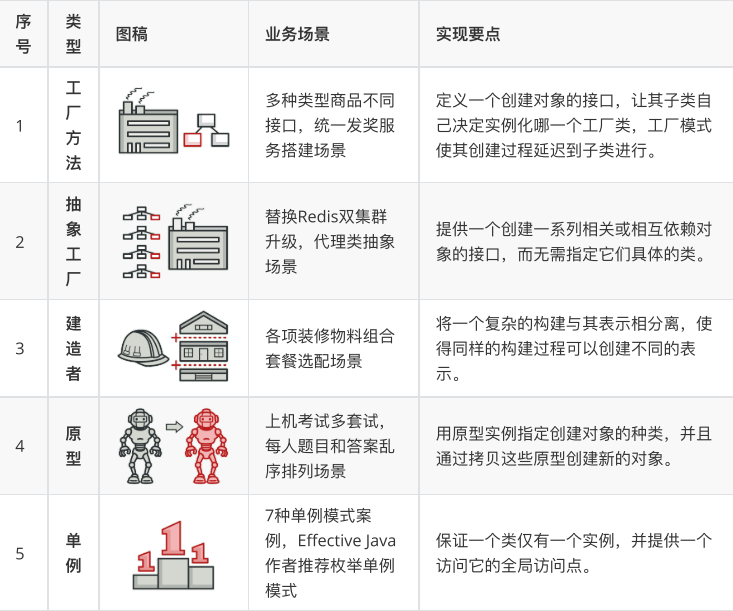 序号
类型
图稿
业务场景
实现要点
1
工厂方法
多种类型商品不同
接口，统一发奖服
务搭建场景
定义一个创建对象的接口，让其子类自
己决定实例化哪一个工厂类，工厂模式
使其创建过程延迟到子类进行。
2
抽象工厂
替换Redis双集群
升级，代理类抽象
场景
提供一个创建一系列相关或相互依赖对
象的接口，而无需指定它们具体的类。
3
建造者
各项装修物料组合
套餐选配场景
将一个复杂的构建与其表示相分离，使
得同样的构建过程可以创建不同的表
示。
4
原型
上机考试多套试，
每人题目和答案乱
序排列场景
用原型实例指定创建对象的种类，并且
通过拷贝这些原型创建新的对象。
5
单例
1
1
1
7种单例模式案
例，Effective Java
作者推荐枚举单例
模式
保证一个类仅有一个实例，并提供一个
访问它的全局访问点。